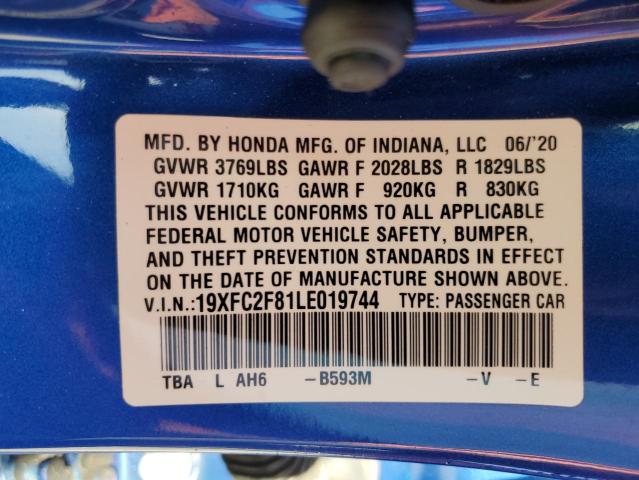 MFD. BY HONDA MFG. OF INDIANA, LLC 06/'20
GVWR 3769LBS GAWR F 2028LBS R 1829LBS
GVWR 1710KG GAWR F 920KG R 830KG
THIS VEHICLE CONFORMS TO ALL APPLICABLE
FEDERAL MOTOR VEHICLE SAFETY, BUMPER,
AND THEFT PREVENTION STANDARDS IN EFFECT
ON THE DATE OF MANUFACTURE SHOWN ABOVE.
V.I.N.:19XFC2F81LE019744 TYPE: PASSENGER CAR
TBA L AH6 -B593M -V -E